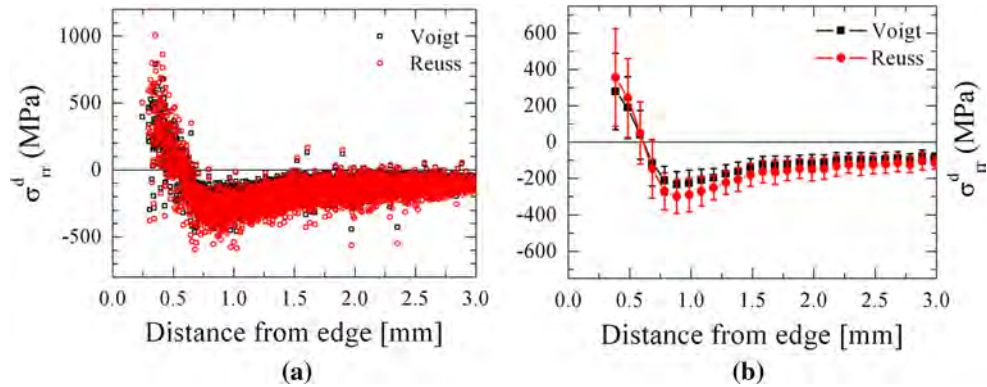 1000
500
0
-500
σ^d_rr (MPa)
Voigt
Reuss
0.0 0.5 1.0 1.5 2.0 2.5 3.0
Distance from edge [mm]
(a)
600
400
200
0
-200
-400
-600
σ^d_rr (MPa)
Voigt
Reuss
0.0 0.5 1.0 1.5 2.0 2.5 3.0
Distance from edge [mm]
(b)